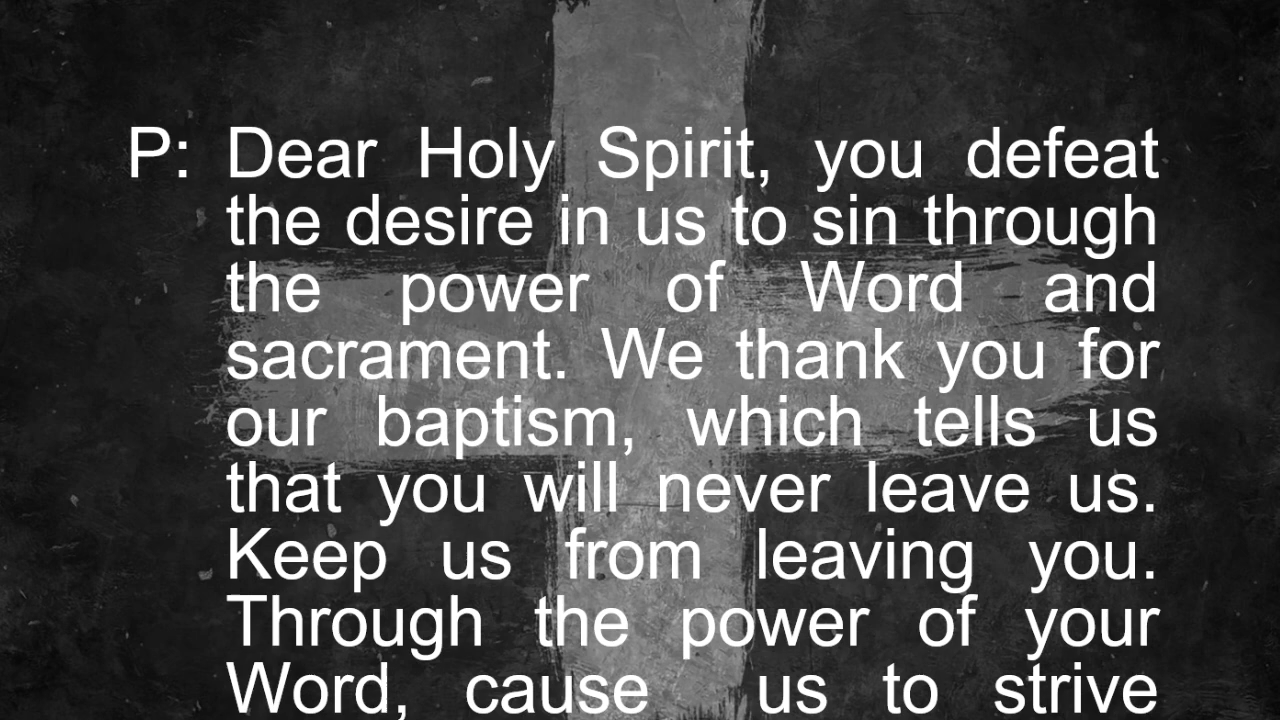 P: Dear Holy Spirit, you defeat
the desire in us to sin through
the power of Word and
sacrament. We thank you for
our baptism, which tells us
that you will never leave us.
Keep us from leaving you.
Through the power of your
Word, cause us to strive